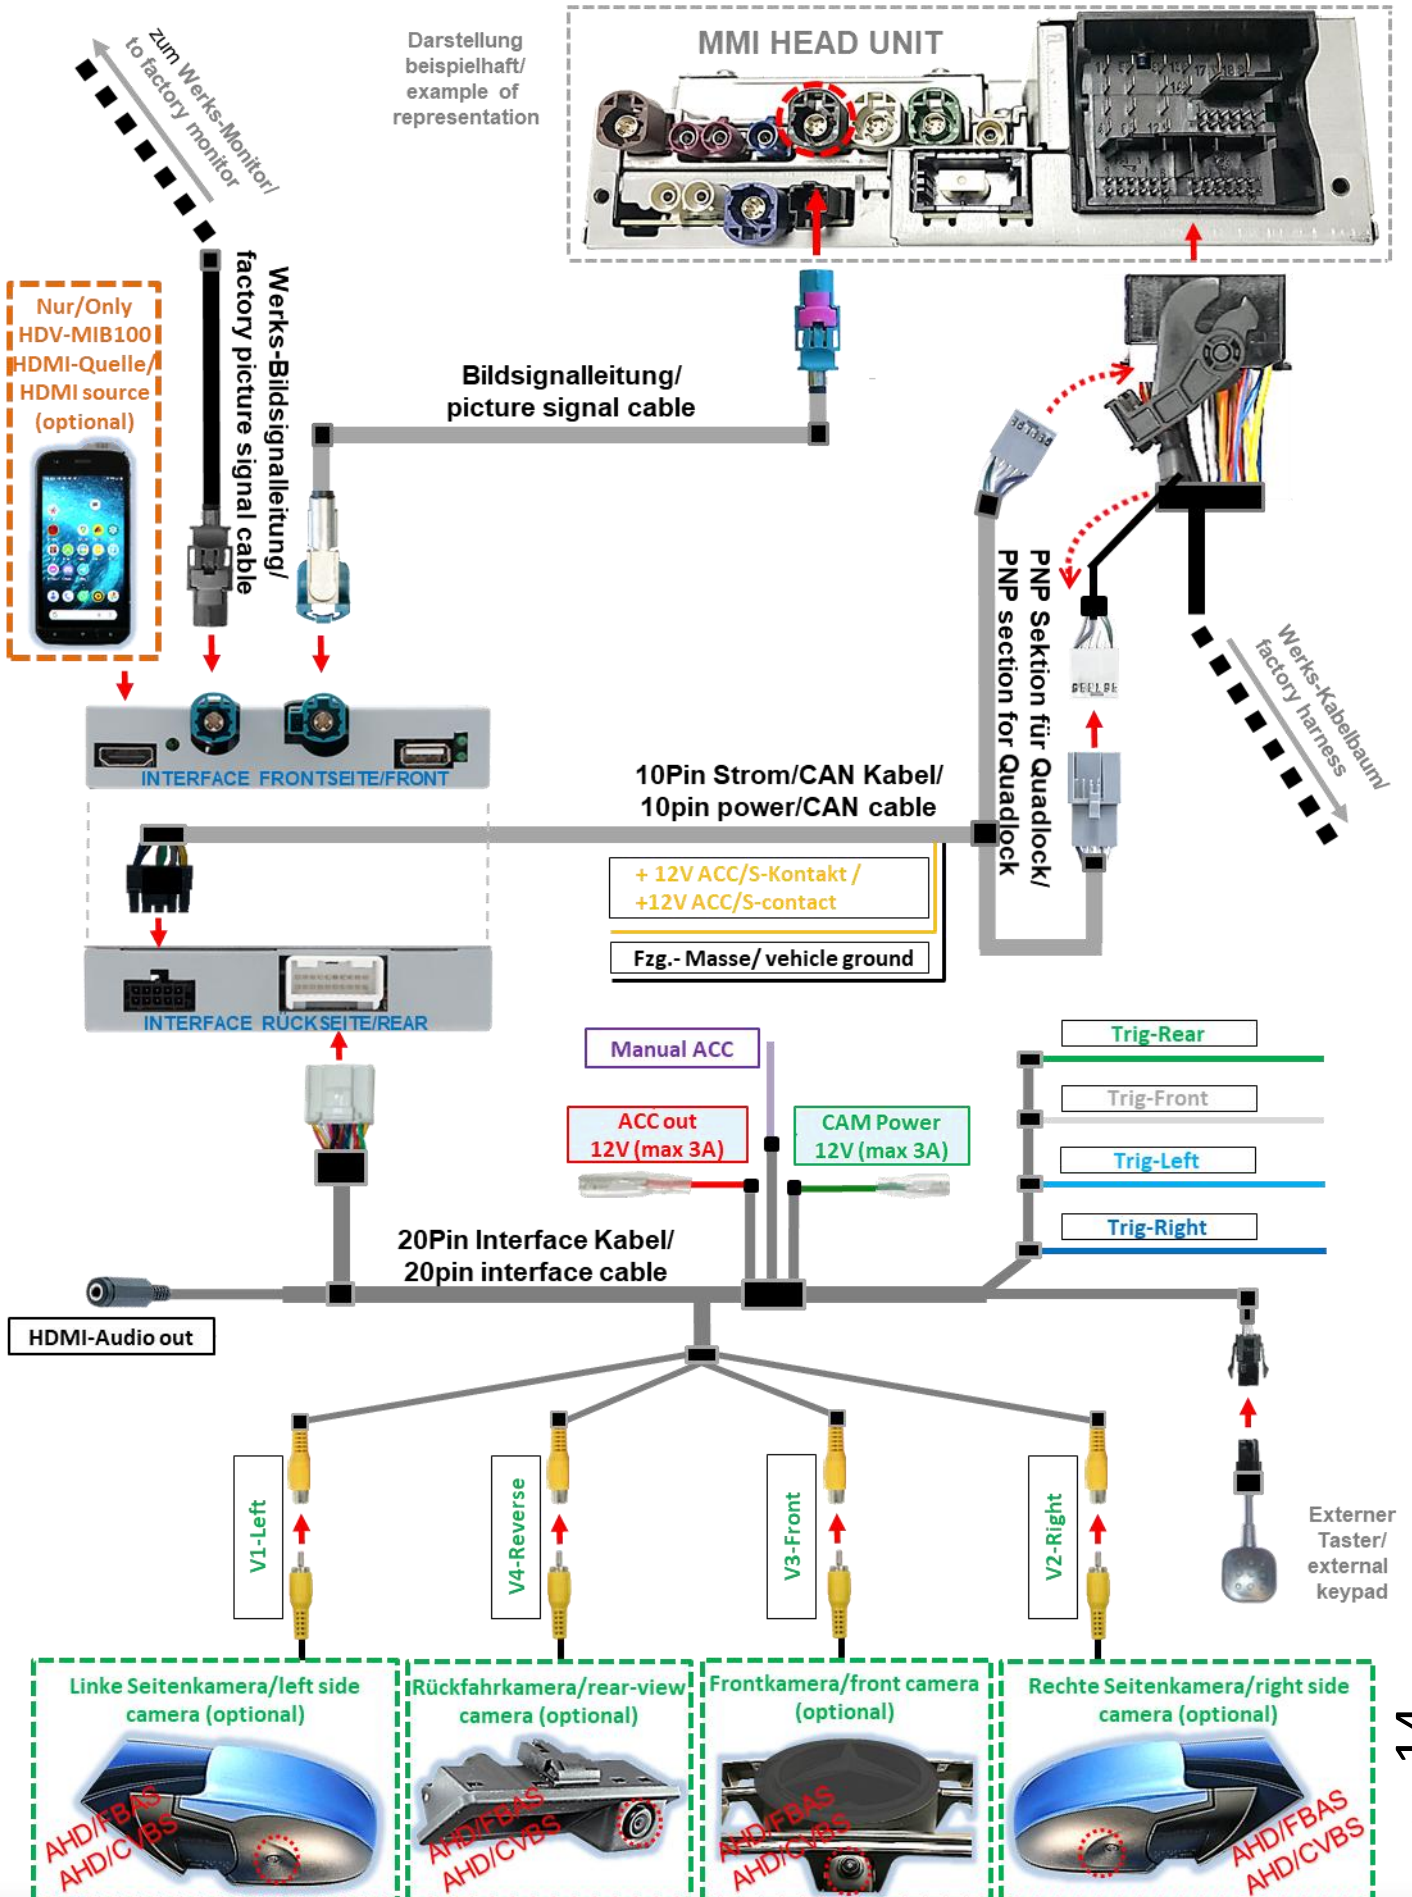 zum Werks-Monitor/
to factory monitor
Darstellung
beispielhaft/
example of
representation
MMI HEAD UNIT
Nur/Only
HDV-MIB100
HDMI-Quelle/
HDMI source
(optional)
Werks-Bildsignalleitung/
factory picture signal cable
Bildsignalleitung/
picture signal cable
PNP Sektion für Quadlock/
PNP section for Quadlock
Werks-Kabelbaum/
factory harness
INTERFACE FRONTSEITE/FRONT
10Pin Strom/CAN Kabel/
10pin power/CAN cable
+ 12V ACC/S-Kontakt /
+12V ACC/S-contact
Fzg.- Masse/ vehicle ground
INTERFACE RÜCKSEITE/REAR
Manual ACC
ACC out
12V (max 3A)
CAM Power
12V (max 3A)
Trig-Rear
Trig-Front
Trig-Left
Trig-Right
20Pin Interface Kabel/
20pin interface cable
HDMI-Audio out
V1-Left
V4-Reverse
V3-Front
V2-Right
Externer
Taster/
external
keypad
Linke Seitenkamera/left side
camera (optional)
AHD/FBAS
AHD/CVBS
Rückfahrkamera/rear-view
camera (optional)
AHD/FBAS
AHD/CVBS
Frontkamera/front camera
(optional)
AHD/FBAS
AHD/CVBS
Rechte Seitenkamera/right side
camera (optional)
AHD/FBAS
AHD/CVBS
14